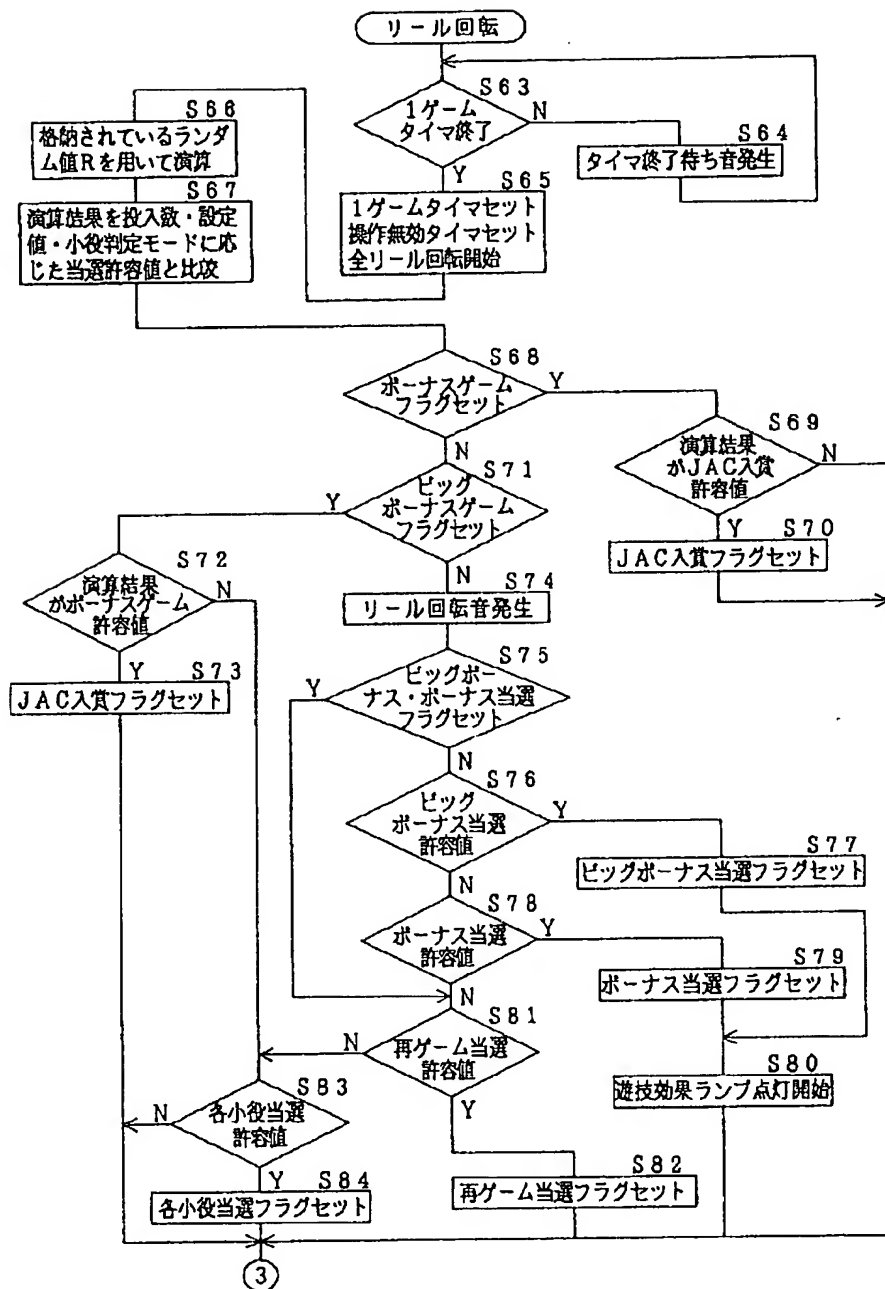 リール回転
S63
1ゲーム
タイマ終了
N
S64
タイマ終了待ち音発生
Y
S65
1ゲームタイマセット
操作無効タイマセット
全リール回転開始
S66
格納されているランダ
ム値Rを用いて演算
S67
演算結果を投入数・設定
値・小役判定モードに応
じた当選許容値と比較
S68
ボーナスゲーム
フラグセット
Y
N
S69
演算結果
がJAC入賞
許容値
N
Y
S70
JAC入賞フラグセット
S71
ビッグ
ボーナスゲーム
フラグセット
Y
N
S72
演算結果
がボーナスゲーム
許容値
N
Y
S73
JAC入賞フラグセット
S74
リール回転音発生
S75
ビッグボー
ナス・ボーナス当選
フラグセット
Y
N
S76
ビッグ
ボーナス当選
許容値
Y
N
S77
ビッグボーナス当選フラグセット
S78
ボーナス当選
許容値
Y
N
S79
ボーナス当選フラグセット
S80
遊技効果ランプ点灯開始
S81
再ゲーム当選
許容値
N
Y
S82
再ゲーム当選フラグセット
S83
各小役当選
許容値
N
Y
S84
各小役当選フラグセット
3